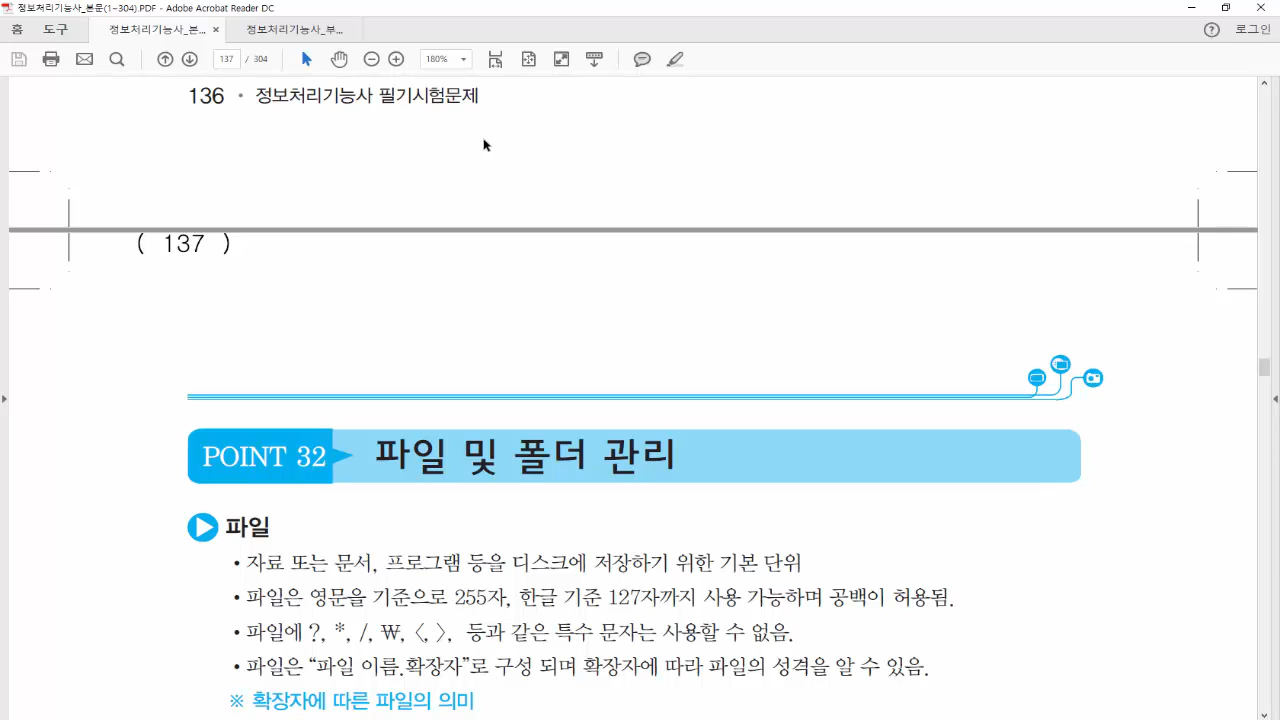 정보처리기능사_본문(1~304).PDF - Adobe Acrobat Reader DC
홈 도구 정보처리기능사_본... × 정보처리기능사_부... 로그인
137 / 304 180%
136 • 정보처리기능사 필기시험문제
( 137 )
POINT 32 파일 및 폴더 관리
파일
• 자료 또는 문서, 프로그램 등을 디스크에 저장하기 위한 기본 단위
• 파일은 영문을 기준으로 255자, 한글 기준 127자까지 사용 가능하며 공백이 허용됨.
• 파일에 ?, *, /, ₩, 〈, 〉, 등과 같은 특수 문자는 사용할 수 없음.
• 파일은 “파일 이름.확장자”로 구성 되며 확장자에 따라 파일의 성격을 알 수 있음.
※ 확장자에 따른 파일의 의미